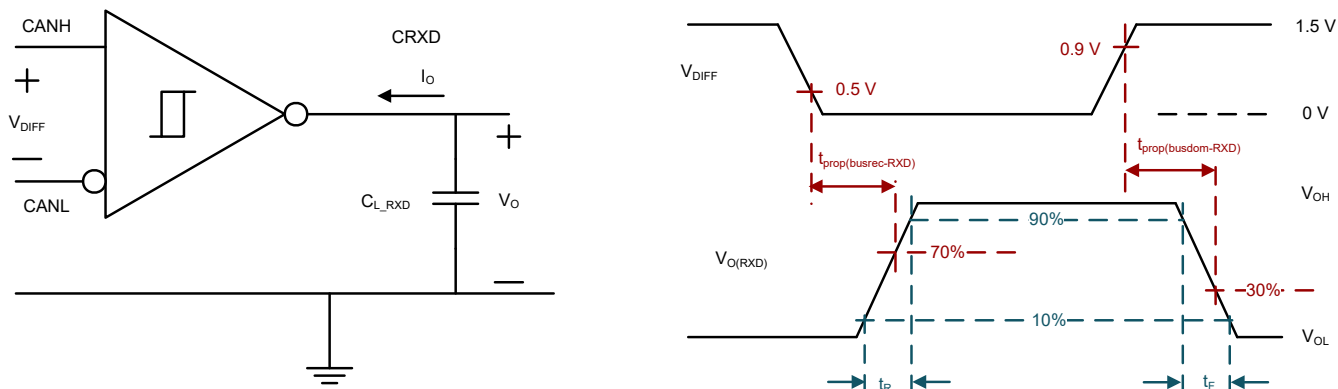 CANH
+
V_DIFF
–
CANL
CRXD
I_O
+
C_L_RXD
V_O
–
1.5 V
0.9 V
V_DIFF
0.5 V
0 V
t_prop(busrec-RXD)
t_prop(busdom-RXD)
V_OH
90%
V_O(RXD)
70%
30%
10%
V_OL
t_R
t_F